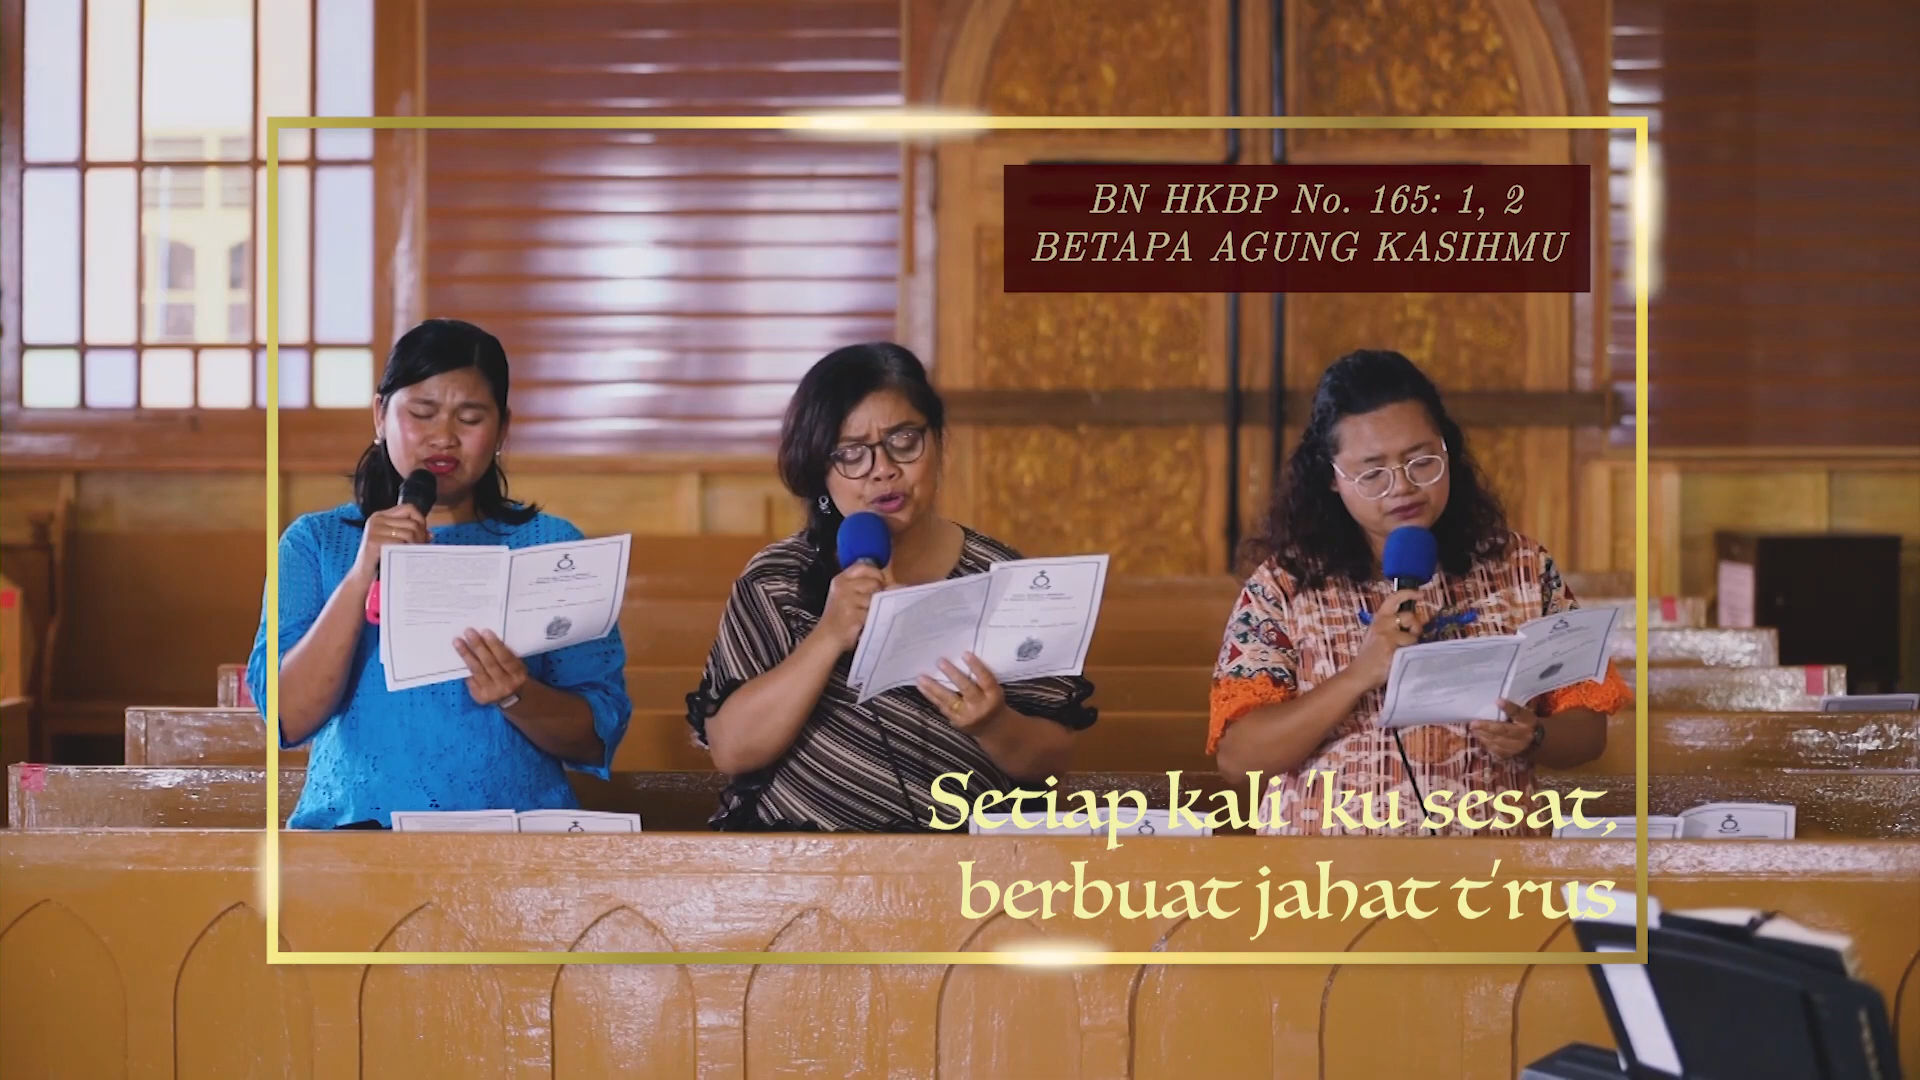 BN HKBP No. 165: 1, 2
BETAPA AGUNG KASIHMU
Setiap kali 'ku sesat,
berbuat jahat t'rus